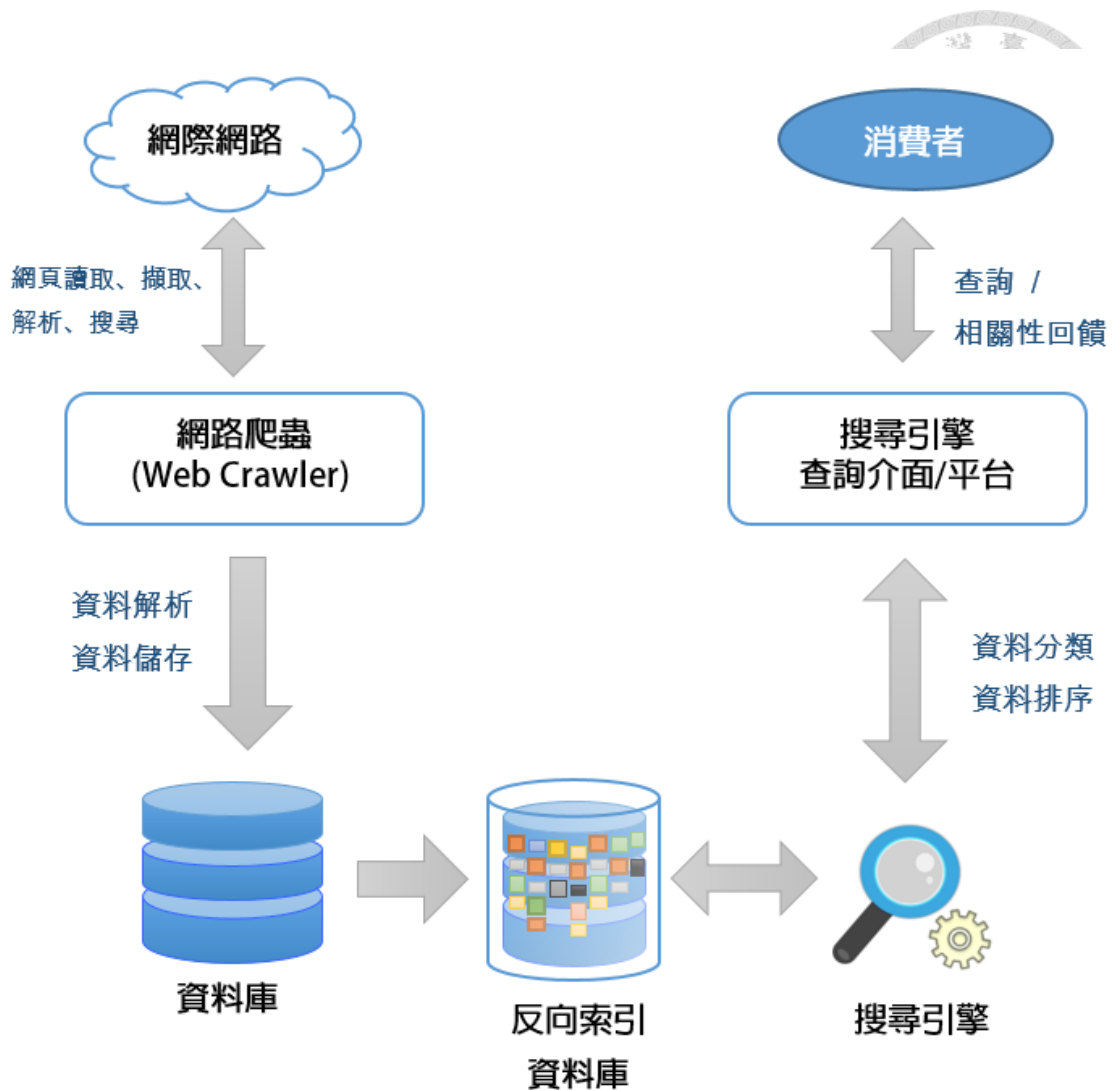 網際網路
消費者
網頁讀取、擷取、
解析、搜尋
查詢 /
相關性回饋
網路爬蟲
(Web Crawler)
搜尋引擎
查詢介面/平台
資料解析
資料儲存
資料分類
資料排序
資料庫
反向索引
資料庫
搜尋引擎